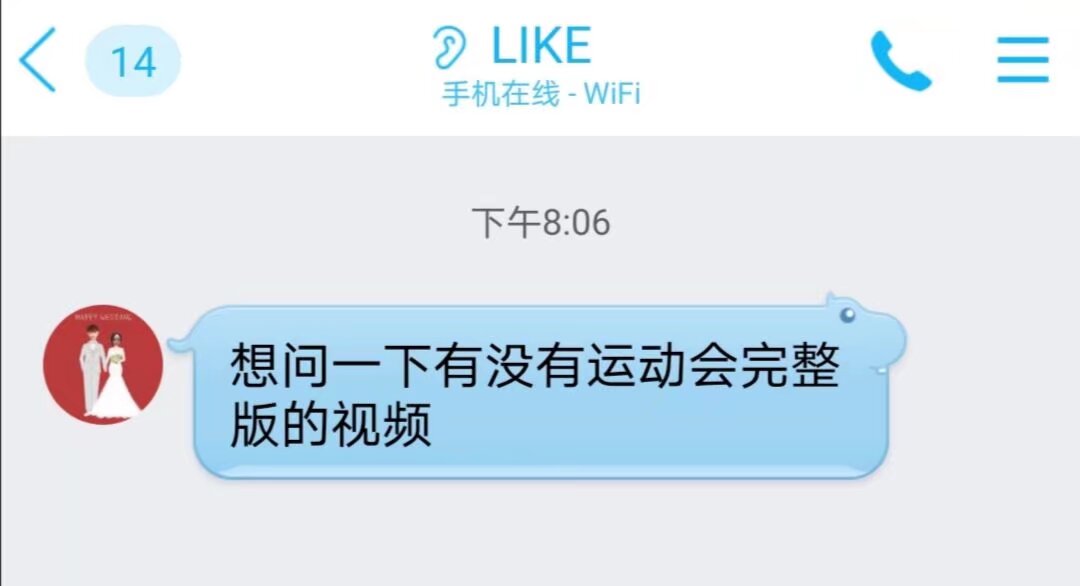 14
LIKE
手机在线 - WiFi
下午8:06
HAPPY WEDDING
想问一下有没有运动会完整
版的视频